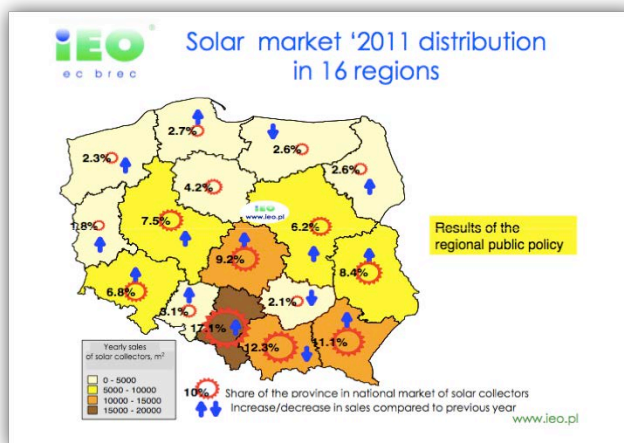 iEO
ec brec
Solar market ‘2011 distribution
in 16 regions
2.7%
2.3%
2.6%
2.6%
4.2%
1.8%
7.5%
iEO
www.ieo.pl
6.2%
9.2%
8.4%
6.8%
3.1%
2.1%
17.1%
12.3%
11.1%
Results of the
regional public policy
Yearly sales
of solar collectors, m²
0 - 5000
5000 - 10000
10000 - 15000
15000 - 20000
10% Share of the province in national market of solar collectors
Increase/decrease in sales compared to previous year
www.ieo.pl